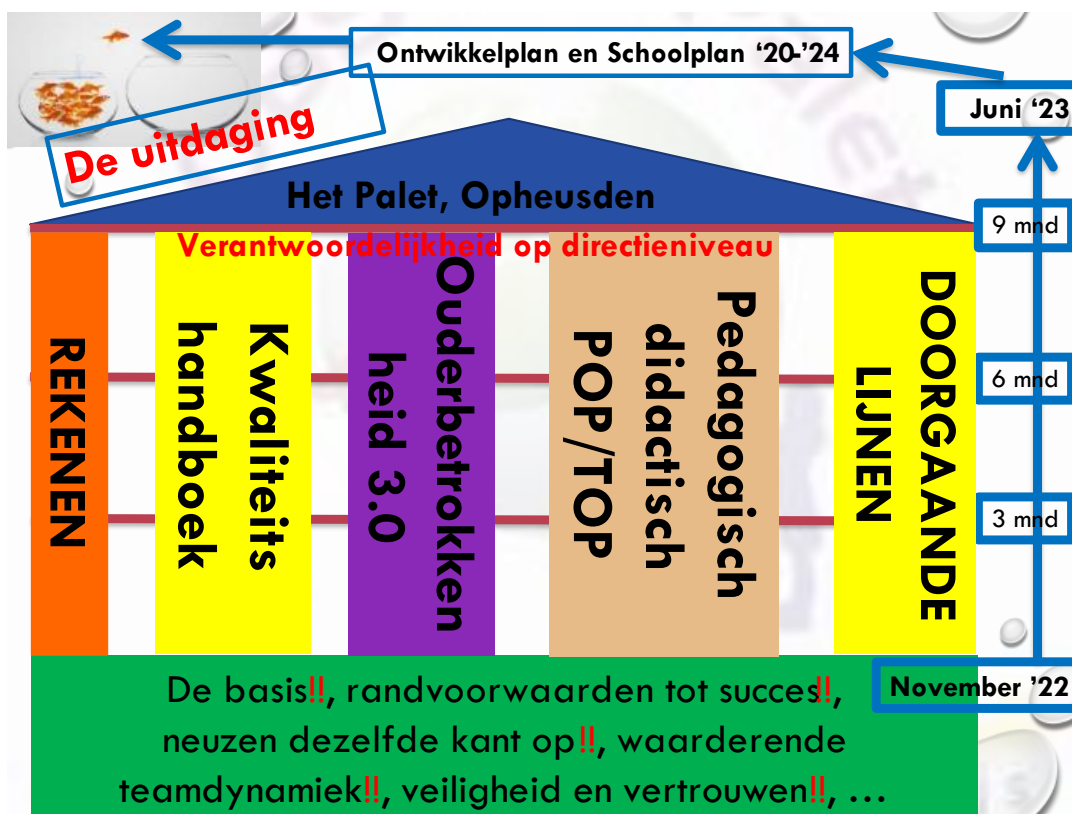 Ontwikkelplan en Schoolplan ‘20-’24
Juni ‘23
De uitdaging
Het Palet, Opheusden
9 mnd
Verantwoordelijkheid op directieniveau
REKENEN
Kwaliteits
handboek
Ouderbetrokken
heid 3.0
Pedagogisch
didactisch
POP/TOP
DOORGAANDE
LIJNEN
6 mnd
3 mnd
November ’22
De basis!!, randvoorwaarden tot succes!!,
neuzen dezelfde kant op!!, waarderende
teamdynamiek!!, veiligheid en vertrouwen!!, …